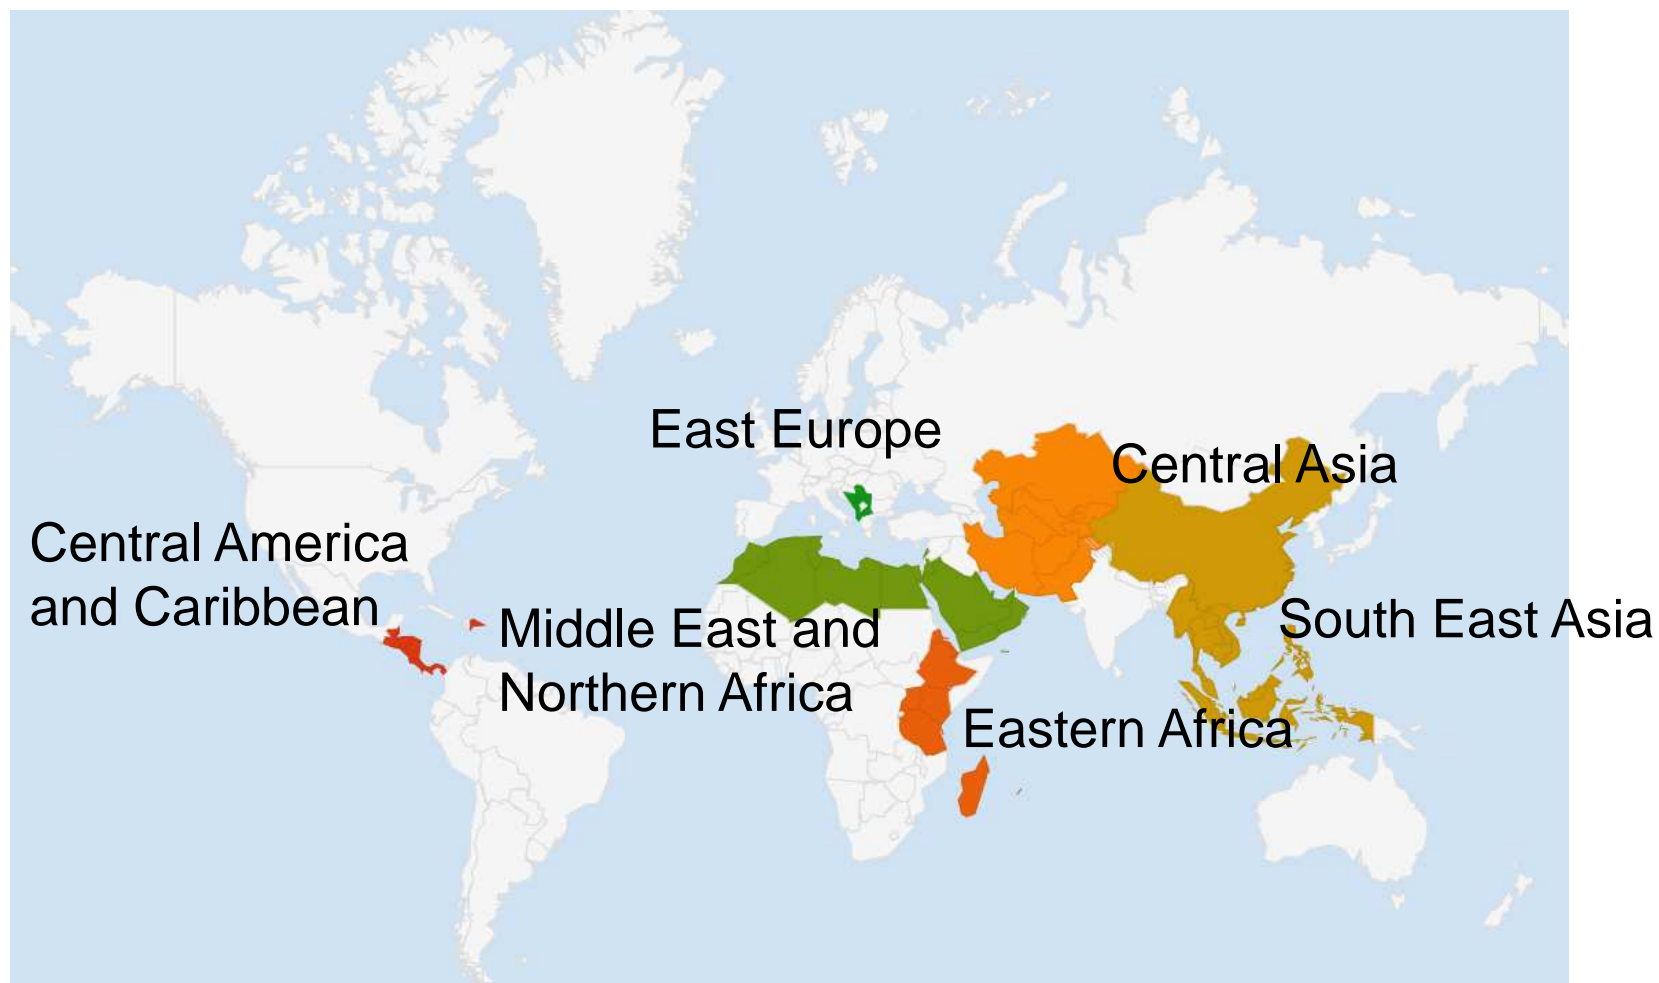 East Europe
Central Asia
Central America
and Caribbean
South East Asia
Middle East and
Northern Africa
Eastern Africa